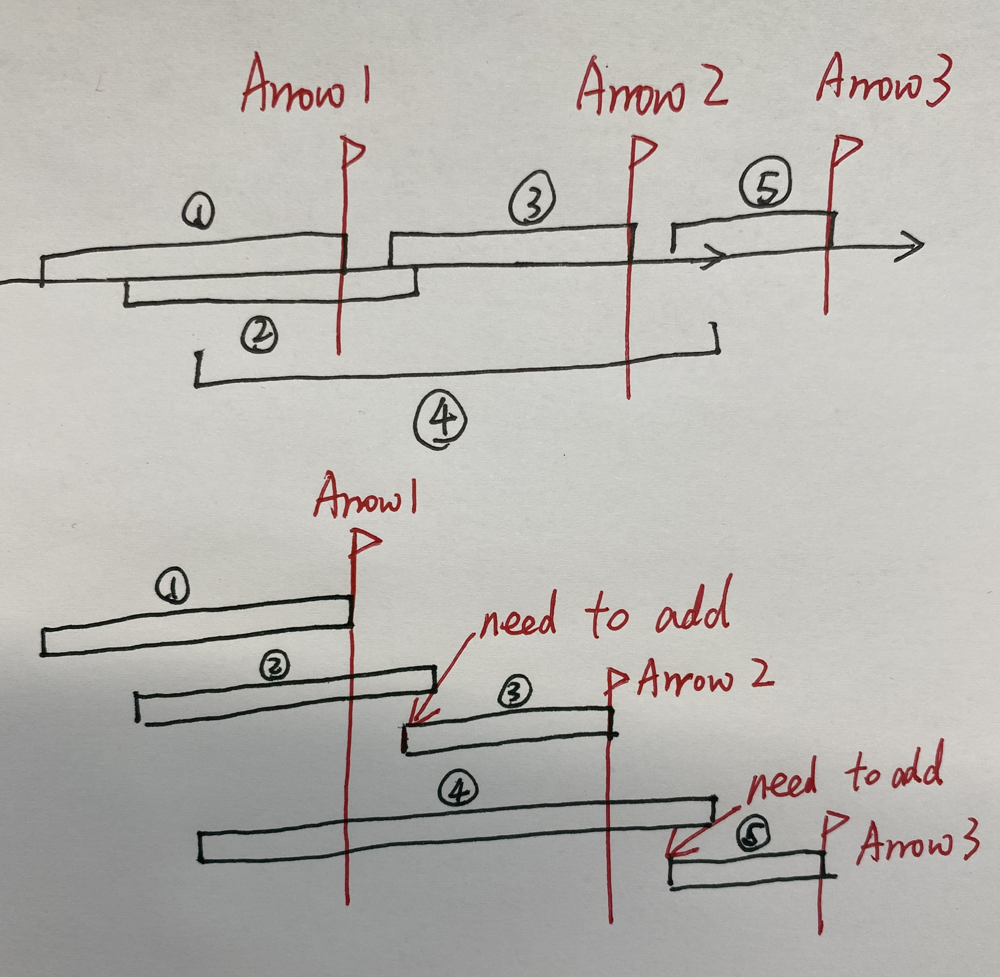 Arrow 1 Arrow 2 Arrow 3
① ③ ⑤
②
④
Arrow 1
①
need to add
② ③ Arrow 2
④ need to add
⑤ Arrow 3